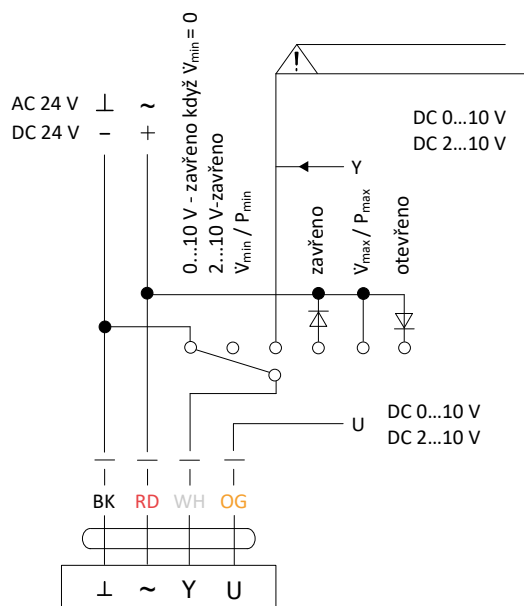 !
AC 24 V ⊥ ~
DC 24 V – +
0...10 V - zavřeno když V̇min = 0
2...10 V-zavřeno
V̇min / Pmin
DC 0...10 V
DC 2...10 V
Y
zavřeno
V̇max / Pmax
otevřeno
U
DC 0...10 V
DC 2...10 V
BK RD WH OG
⊥ ~ Y U